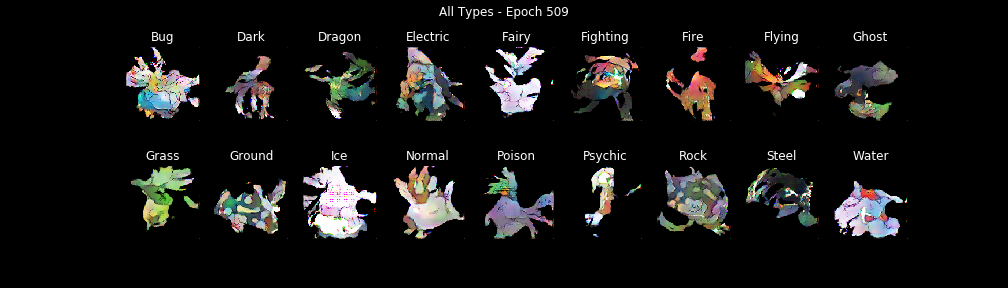 All Types - Epoch 509
Bug Dark Dragon Electric Fairy Fighting Fire Flying Ghost
Grass Ground Ice Normal Poison Psychic Rock Steel Water